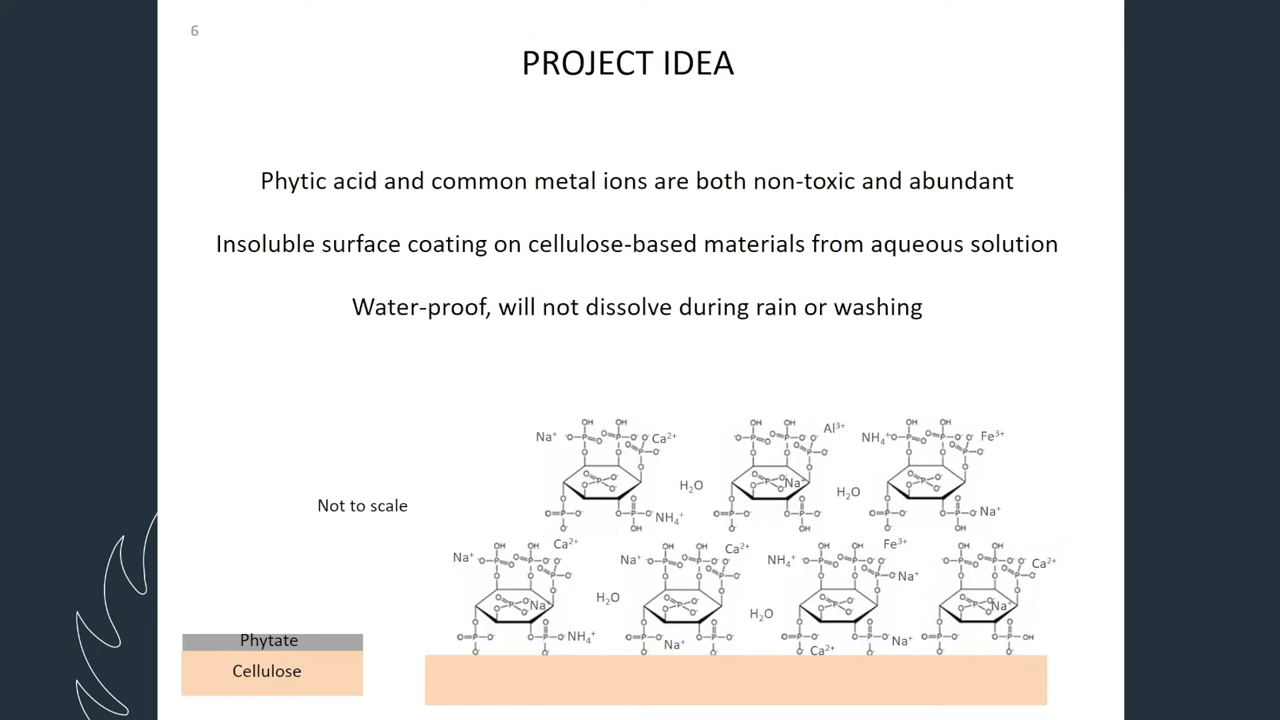 6
PROJECT IDEA
Phytic acid and common metal ions are both non-toxic and abundant
Insoluble surface coating on cellulose-based materials from aqueous solution
Water-proof, will not dissolve during rain or washing
Not to scale
Na⁺ Ca²⁺ Al³⁺ NH₄⁺ Fe³⁺
H₂O Na⁺ H₂O
NH₄⁺ Na⁺
Na⁺ Ca²⁺ Na⁺ Ca²⁺ NH₄⁺ Fe³⁺ Na⁺ Ca²⁺
Na⁺ H₂O H₂O Na⁺
NH₄⁺ Na⁺ Ca²⁺ Na⁺
Phytate
Cellulose